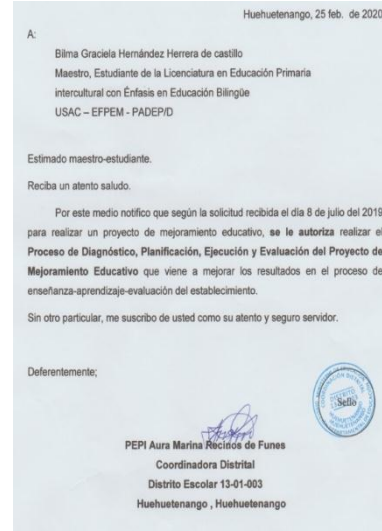 Huehuetenango, 25 feb. de 2020
A:
Bilma Graciela Hernández Herrera de castillo
Maestro, Estudiante de la Licenciatura en Educación Primaria
intercultural con Énfasis en Educación Bilingüe
USAC – EFPEM - PADEP/D
Estimado maestro-estudiante.
Reciba un atento saludo.
Por este medio notifico que según la solicitud recibida el día 8 de julio del 2019
para realizar un proyecto de mejoramiento educativo, se le autoriza realizar el
Proceso de Diagnóstico, Planificación, Ejecución y Evaluación del Proyecto de
Mejoramiento Educativo que viene a mejorar los resultados en el proceso de
enseñanza-aprendizaje-evaluación del establecimiento.
Sin otro particular, me suscribo de usted como su atento y seguro servidor.
Deferentemente;
Sello
PEPI Aura Marina Recinos de Funes
Coordinadora Distrital
Distrito Escolar 13-01-003
Huehuetenango , Huehuetenango